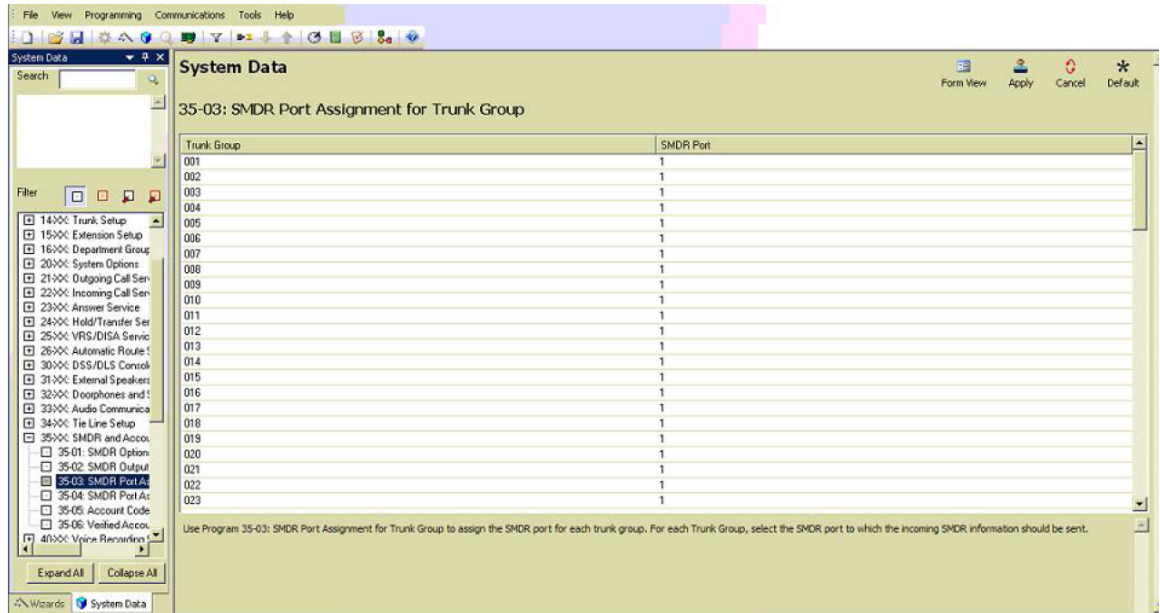 File View Programming Communications Tools Help
System Data
Search
Filter
14-XX: Trunk Setup
15-XX: Extension Setup
16-XX: Department Group
20-XX: System Options
21-XX: Outgoing Call Serv
22-XX: Incoming Call Serv
23-XX: Answer Service
24-XX: Hold/Transfer Ser
25-XX: VRS/DISA Servic
26-XX: Automatic Route S
30-XX: DSS/DLS Consol
31-XX: External Speakers
32-XX: Doorphones and S
33-XX: Audio Communica
34-XX: Tie Line Setup
35-XX: SMDR and Accou
35-01: SMDR Option
35-02: SMDR Output
35-03: SMDR Port As
35-04: SMDR Port As
35-05: Account Code
35-06: Verified Accou
40-XX: Voice Recording S
Expand All Collapse All
Wizards System Data
System Data
Form View Apply Cancel Default
35-03: SMDR Port Assignment for Trunk Group
Trunk Group SMDR Port
001 1
002 1
003 1
004 1
005 1
006 1
007 1
008 1
009 1
010 1
011 1
012 1
013 1
014 1
015 1
016 1
017 1
018 1
019 1
020 1
021 1
022 1
023 1
Use Program 35-03: SMDR Port Assignment for Trunk Group to assign the SMDR port for each trunk group. For each Trunk Group, select the SMDR port to which the incoming SMDR information should be sent.